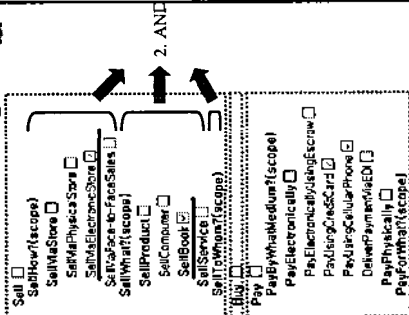 Sell
SellHow?(scope)
SellViaStore
SellViaPhysicalStore
SellViaElectronicStore
SellViaFace-to-FaceSales
SellWhat?(scope)
SellProduct
SellComputer
SellBook
SellService
SellToWhom?(scope)
Buy
Pay
PayByWhatMedium?(scope)
PayElectronically
PayElectronicallyUsingEscrow
PayUsingCreditCard
PayUsingCellularPhone
DeliverPaymentViaEDI
PayPhysically
PayForWhat?(scope)
2. AND